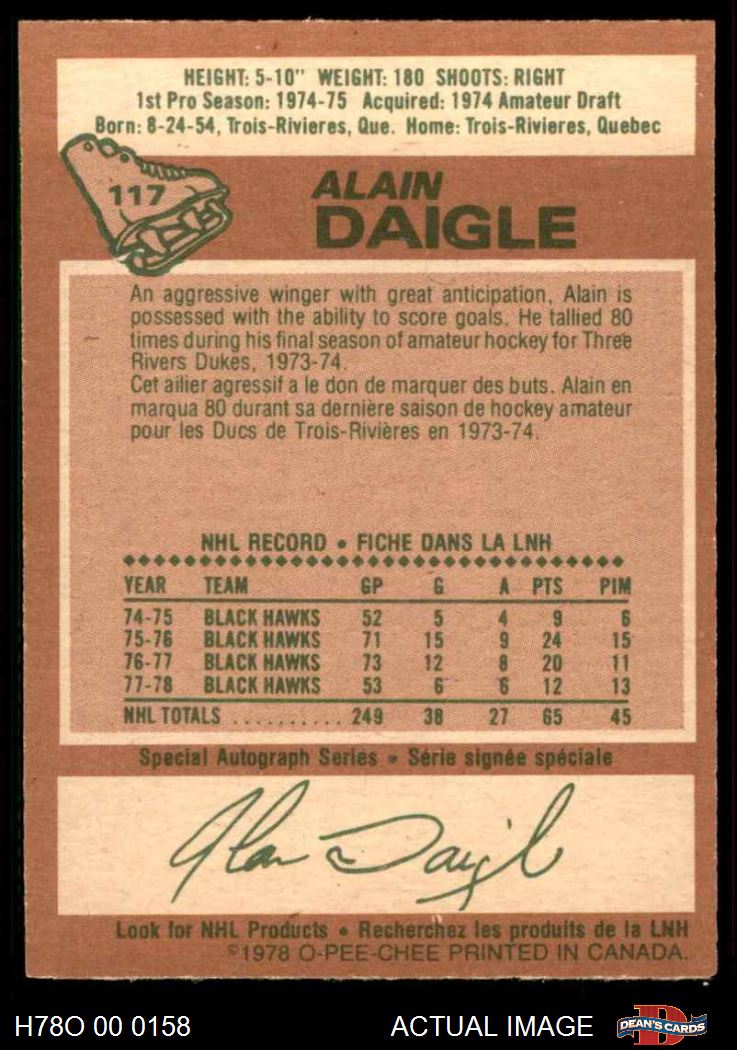 HEIGHT: 5-10" WEIGHT: 180 SHOOTS: RIGHT
1st Pro Season: 1974-75 Acquired: 1974 Amateur Draft
Born: 8-24-54, Trois-Rivieres, Que. Home: Trois-Rivieres, Quebec
117
ALAIN
DAIGLE
An aggressive winger with great anticipation, Alain is
possessed with the ability to score goals. He tallied 80
times during his final season of amateur hockey for Three
Rivers Dukes, 1973-74.
Cet ailier agressif a le don de marquer des buts. Alain en
marqua 80 durant sa dernière saison de hockey amateur
pour les Ducs de Trois-Rivières en 1973-74.
NHL RECORD • FICHE DANS LA LNH
YEAR TEAM GP G A PTS PIM
74-75 BLACK HAWKS 52 5 4 9 6
75-76 BLACK HAWKS 71 15 9 24 15
76-77 BLACK HAWKS 73 12 8 20 11
77-78 BLACK HAWKS 53 6 6 12 13
NHL TOTALS .......... 249 38 27 65 45
Special Autograph Series • Série signée spéciale
Alain Daigle
Look for NHL Products • Recherchez les produits de la LNH
©1978 O-PEE-CHEE PRINTED IN CANADA.
H78O 00 0158 ACTUAL IMAGE D DEAN'S CARDS